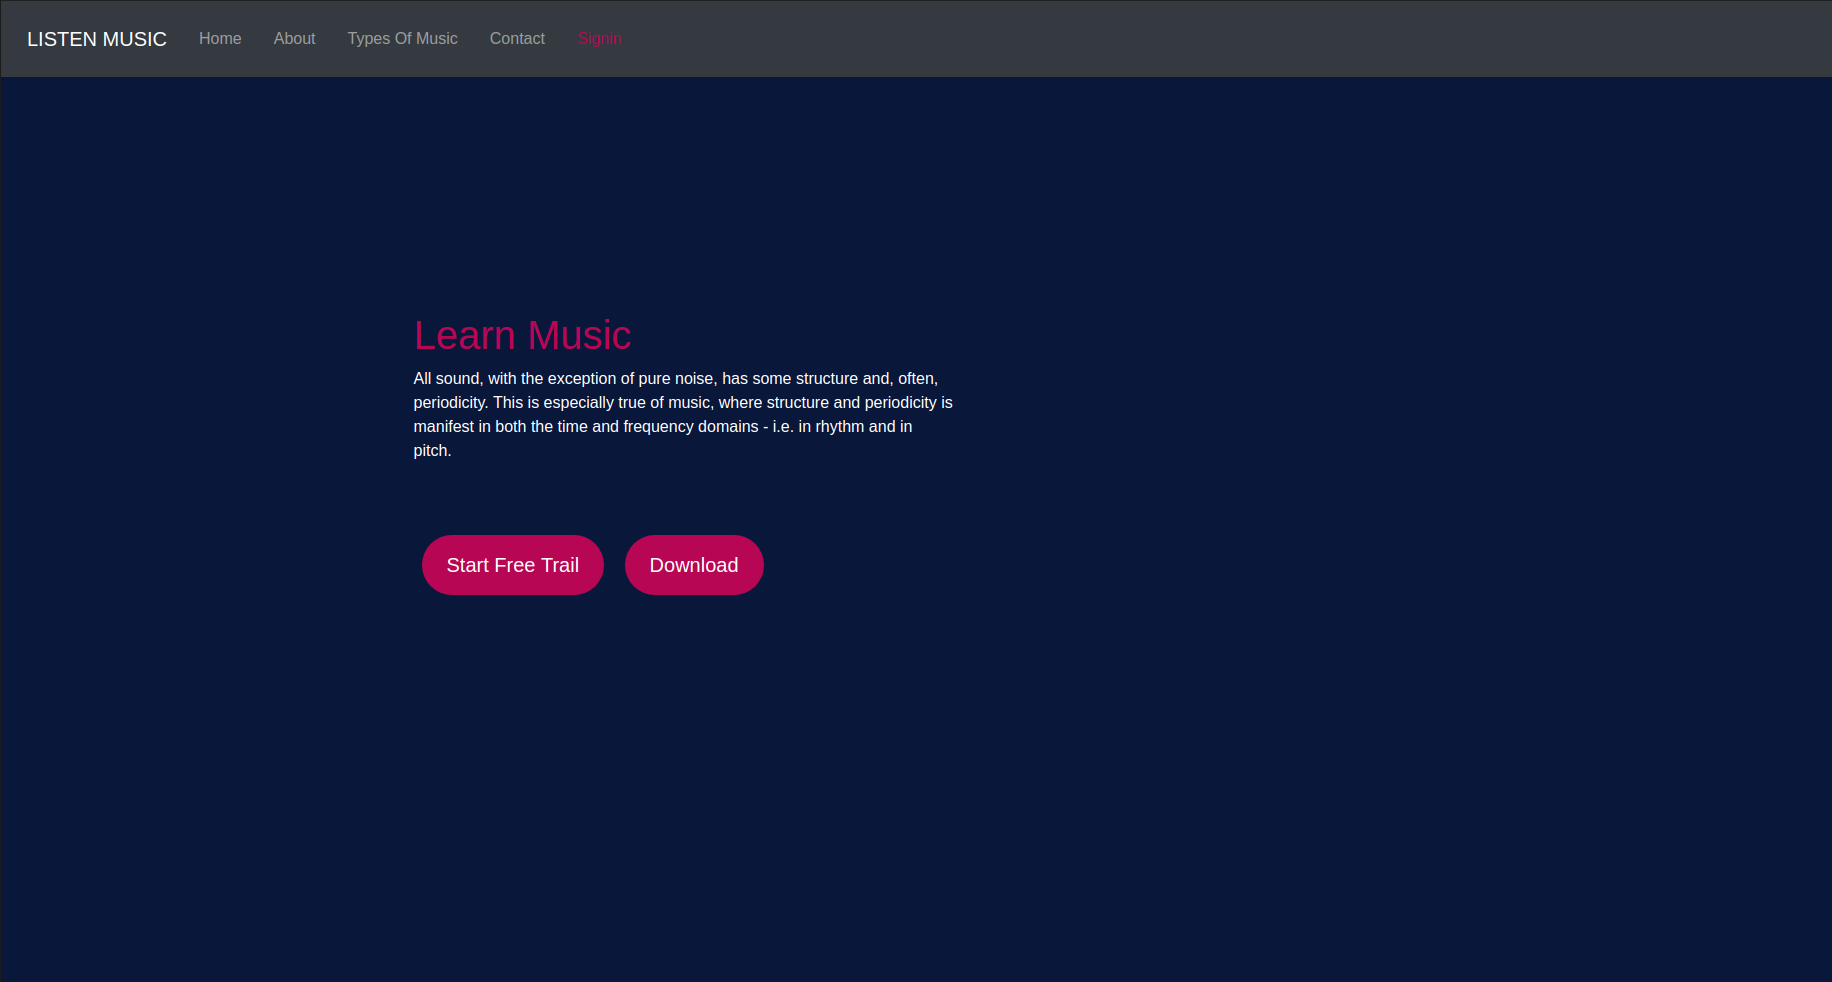 LISTEN MUSIC Home About Types Of Music Contact Signin
Learn Music
All sound, with the exception of pure noise, has some structure and, often,
periodicity. This is especially true of music, where structure and periodicity is
manifest in both the time and frequency domains - i.e. in rhythm and in
pitch.
Start Free Trail Download